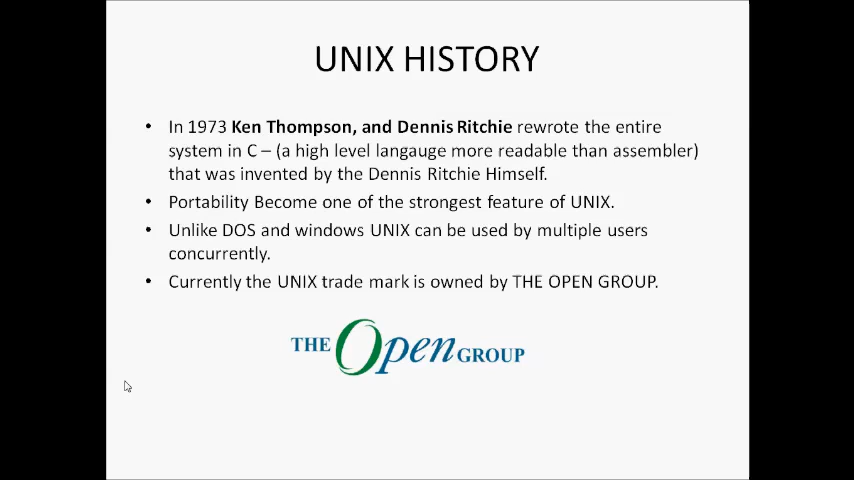 UNIX HISTORY
• In 1973 Ken Thompson, and Dennis Ritchie rewrote the entire
system in C – (a high level langauge more readable than assembler)
that was invented by the Dennis Ritchie Himself.
• Portability Become one of the strongest feature of UNIX.
• Unlike DOS and windows UNIX can be used by multiple users
concurrently.
• Currently the UNIX trade mark is owned by THE OPEN GROUP.
THE Open GROUP